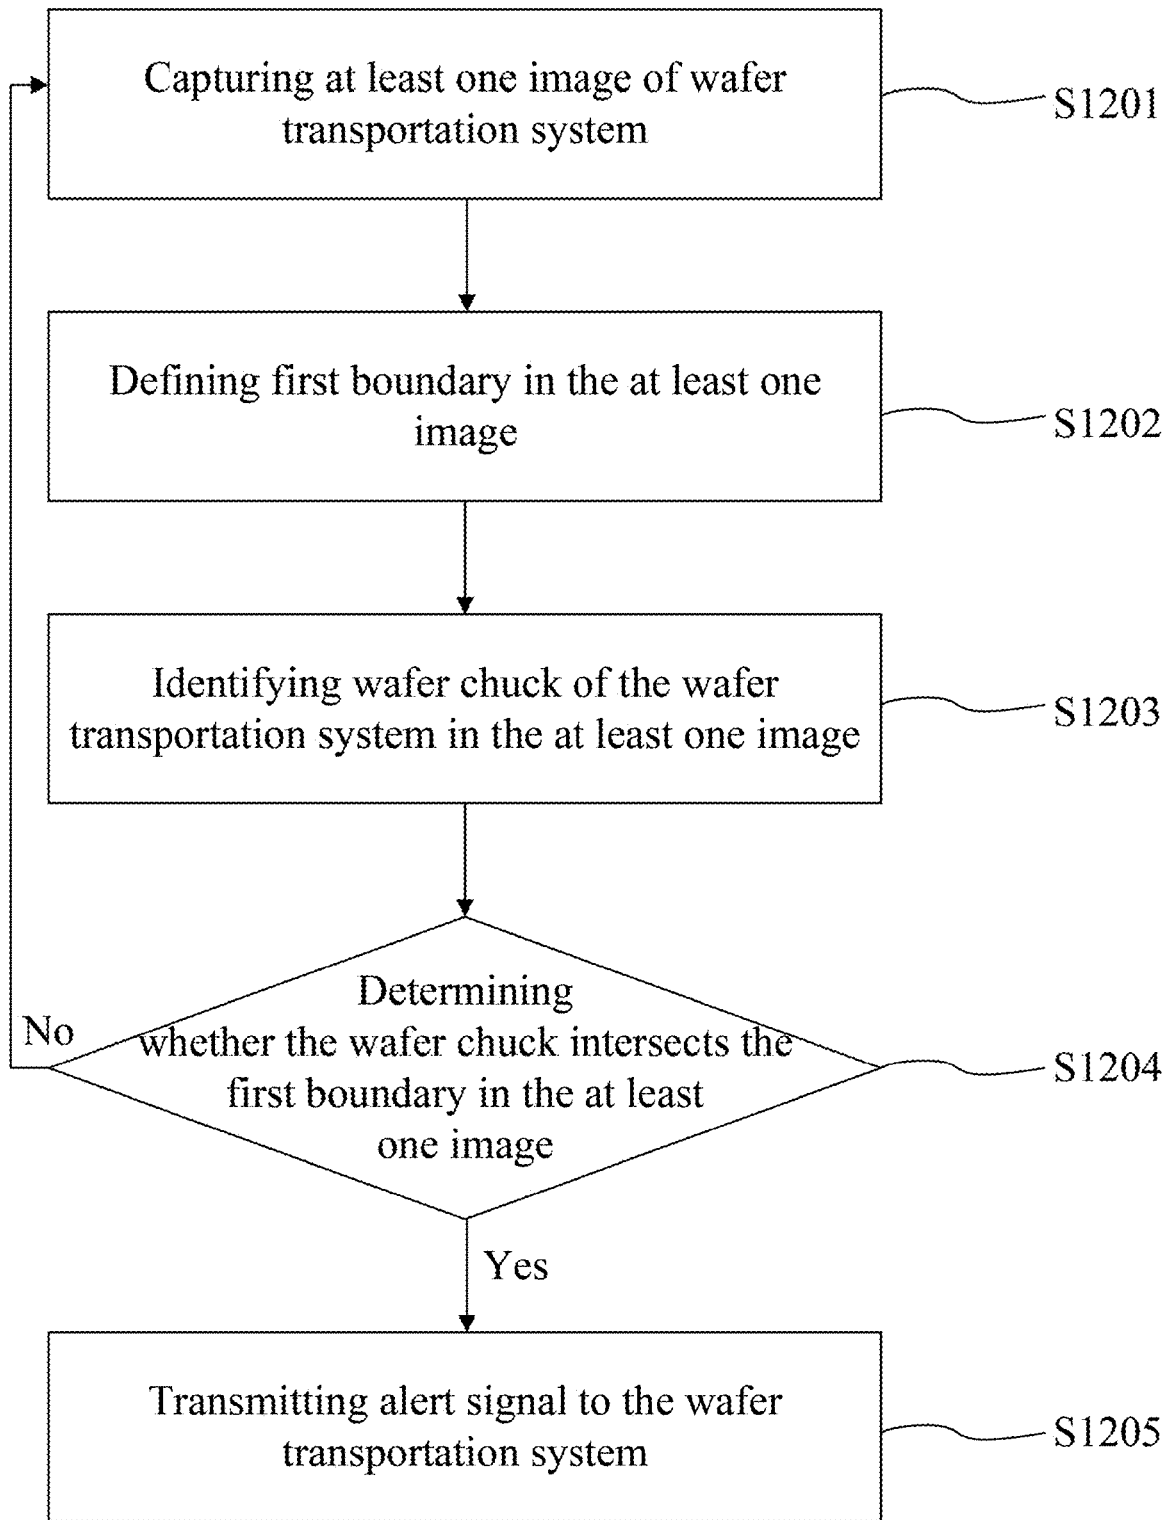 Capturing at least one image of wafer
transportation system
S1201
Defining first boundary in the at least one
image
S1202
Identifying wafer chuck of the wafer
transportation system in the at least one image
S1203
Determining
whether the wafer chuck intersects the
first boundary in the at least
one image
No
S1204
Yes
Transmitting alert signal to the wafer
transportation system
S1205